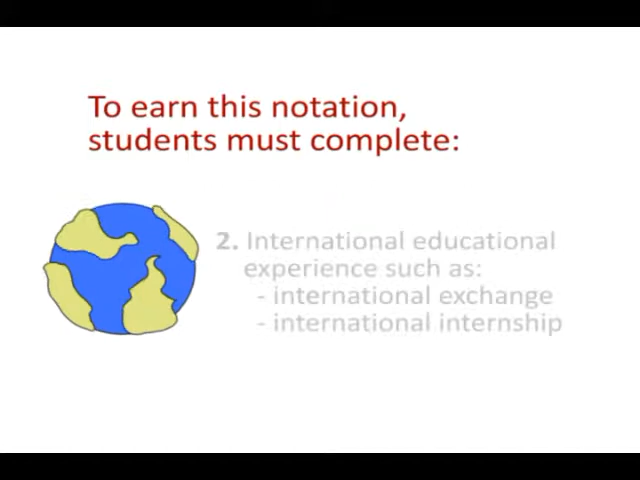 To earn this notation,
students must complete:
2. International educational
experience such as:
- international exchange
- international internship